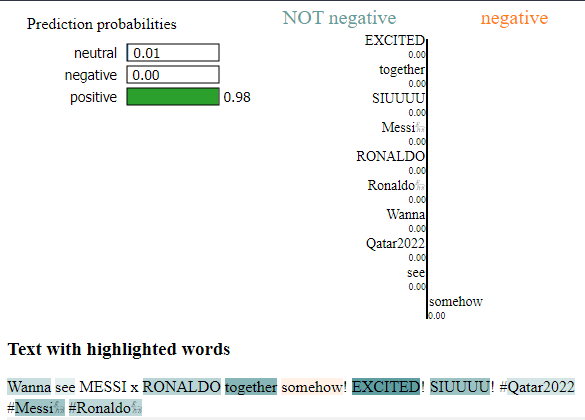 Prediction probabilities
neutral 0.01
negative 0.00
positive 0.98
NOT negative negative
EXCITED
0.00
together
0.00
SIUUUU
0.00
Messi🐐
0.00
RONALDO
0.00
Ronaldo🐐
0.00
Wanna
0.00
Qatar2022
0.00
see
0.00
somehow
0.00
Text with highlighted words
Wanna see MESSI x RONALDO together somehow! EXCITED! SIUUUU! #Qatar2022
#Messi🐐 #Ronaldo🐐